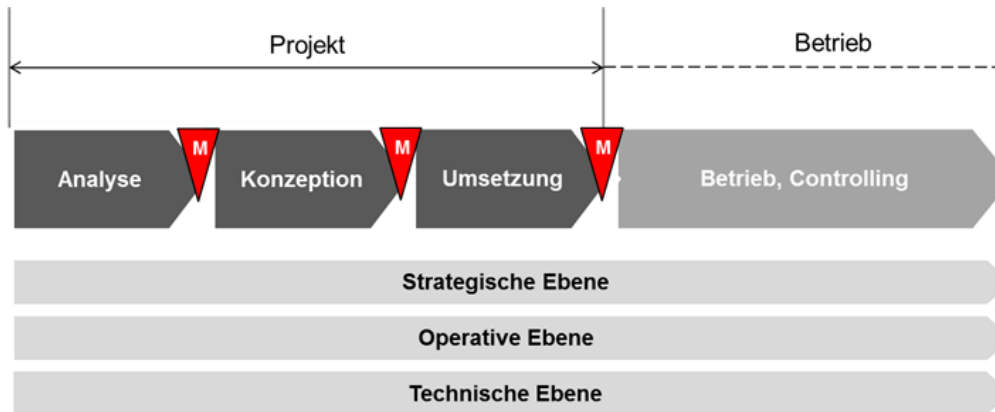 Projekt
Betrieb
M
M
M
Analyse
Konzeption
Umsetzung
Betrieb, Controlling
Strategische Ebene
Operative Ebene
Technische Ebene